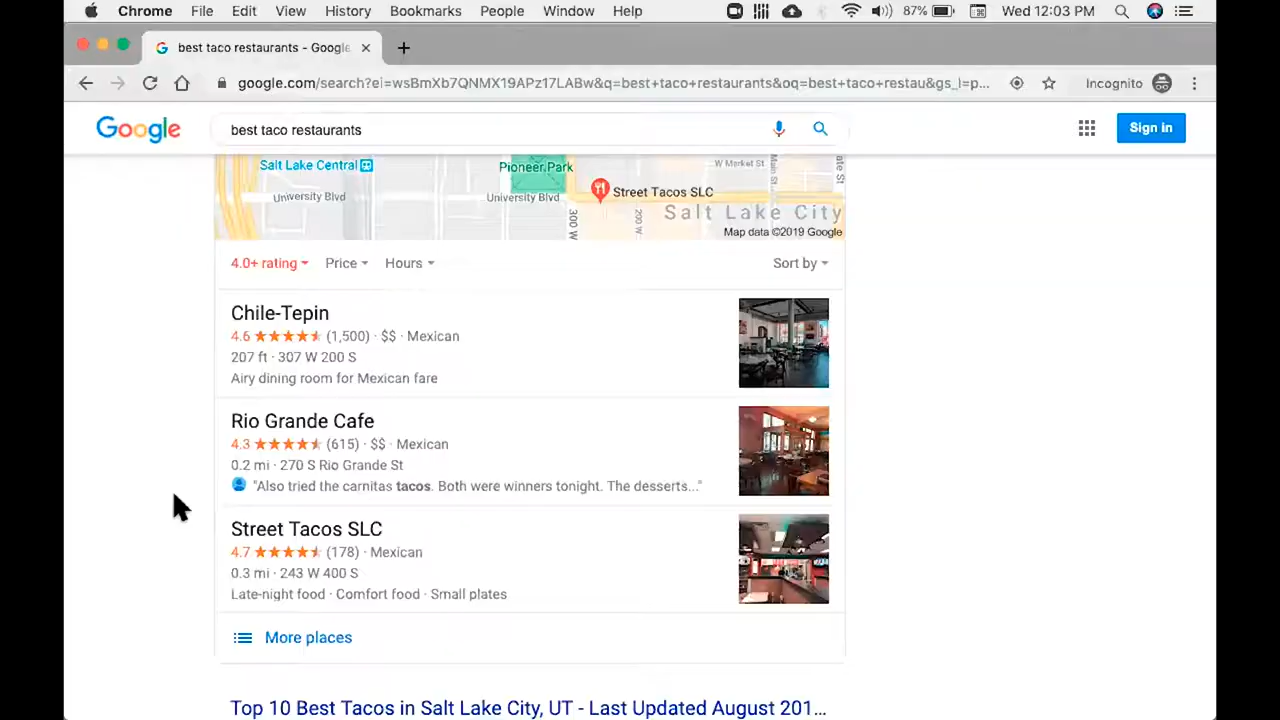 Chrome File Edit View History Bookmarks People Window Help 87% Wed 12:03 PM
best taco restaurants - Google
google.com/search?ei=wsBmXb7QNMX19APz17LABw&q=best+taco+restaurants&oq=best+taco+restau&gs_l=p... Incognito
Google best taco restaurants Sign in
Salt Lake Central Pioneer Park W Market St Main St ate St
University Blvd University Blvd Street Tacos SLC
300 W 200 W Salt Lake City
Map data ©2019 Google
4.0+ rating Price Hours Sort by
Chile-Tepin
4.6 (1,500) · $$ · Mexican
207 ft · 307 W 200 S
Airy dining room for Mexican fare
Rio Grande Cafe
4.3 (615) · $$ · Mexican
0.2 mi · 270 S Rio Grande St
"Also tried the carnitas tacos. Both were winners tonight. The desserts..."
Street Tacos SLC
4.7 (178) · Mexican
0.3 mi · 243 W 400 S
Late-night food · Comfort food · Small plates
More places
Top 10 Best Tacos in Salt Lake City, UT - Last Updated August 201...